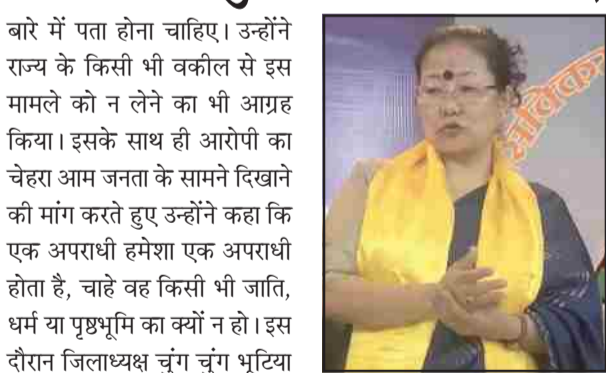 बारे में पता होना चाहिए। उन्होंने
राज्य के किसी भी वकील से इस
मामले को न लेने का भी आग्रह
किया। इसके साथ ही आरोपी का
चेहरा आम जनता के सामने दिखाने
की मांग करते हुए उन्होंने कहा कि
एक अपराधी हमेशा एक अपराधी
होता है, चाहे वह किसी भी जाति,
धर्म या पृष्ठभूमि का क्यों न हो। इस
दौरान जिलाध्यक्ष चुंग चुंग भूटिया